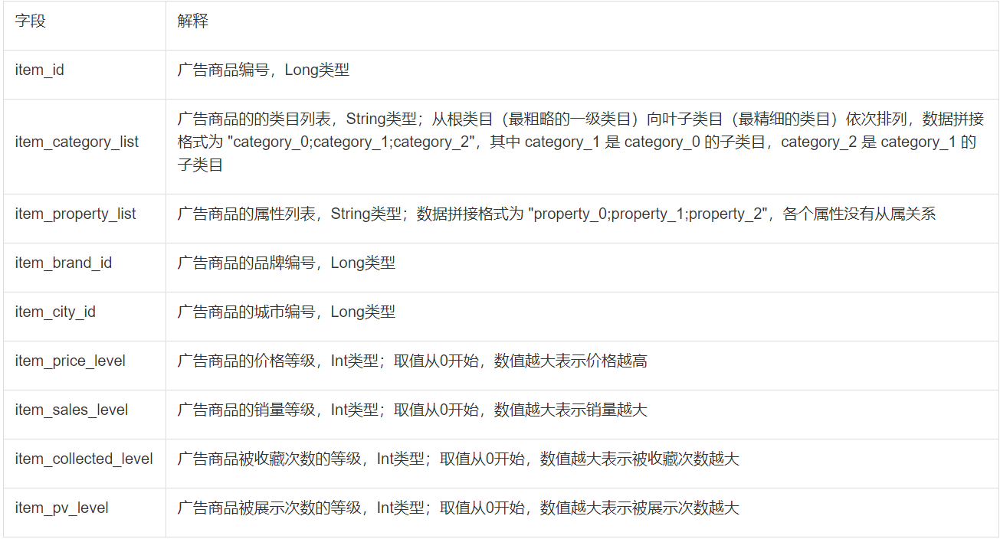 字段
解释
item_id
广告商品编号，Long类型
item_category_list
广告商品的的类目列表，String类型；从根类目（最粗略的一级类目）向叶子类目（最精细的类目）依次排列，数据拼接
格式为 "category_0;category_1;category_2"，其中 category_1 是 category_0 的子类目，category_2 是 category_1 的
子类目
item_property_list
广告商品的属性列表，String类型；数据拼接格式为 "property_0;property_1;property_2"，各个属性没有从属关系
item_brand_id
广告商品的品牌编号，Long类型
item_city_id
广告商品的城市编号，Long类型
item_price_level
广告商品的价格等级，Int类型；取值从0开始，数值越大表示价格越高
item_sales_level
广告商品的销量等级，Int类型；取值从0开始，数值越大表示销量越大
item_collected_level
广告商品被收藏次数的等级，Int类型；取值从0开始，数值越大表示被收藏次数越大
item_pv_level
广告商品被展示次数的等级，Int类型；取值从0开始，数值越大表示被展示次数越大